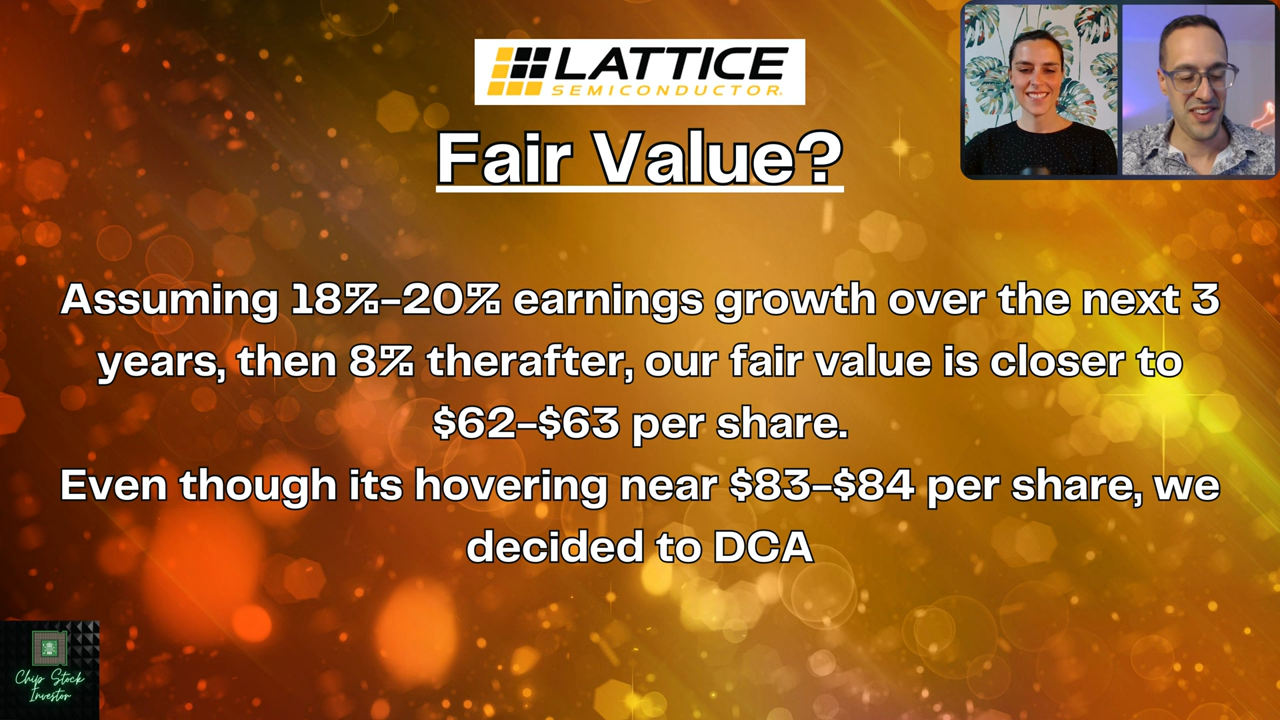 LATTICE
SEMICONDUCTOR
Fair Value?
Assuming 18%-20% earnings growth over the next 3
years, then 8% therafter, our fair value is closer to
$62-$63 per share.
Even though its hovering near $83-$84 per share, we
decided to DCA
Chip Stock
Investor